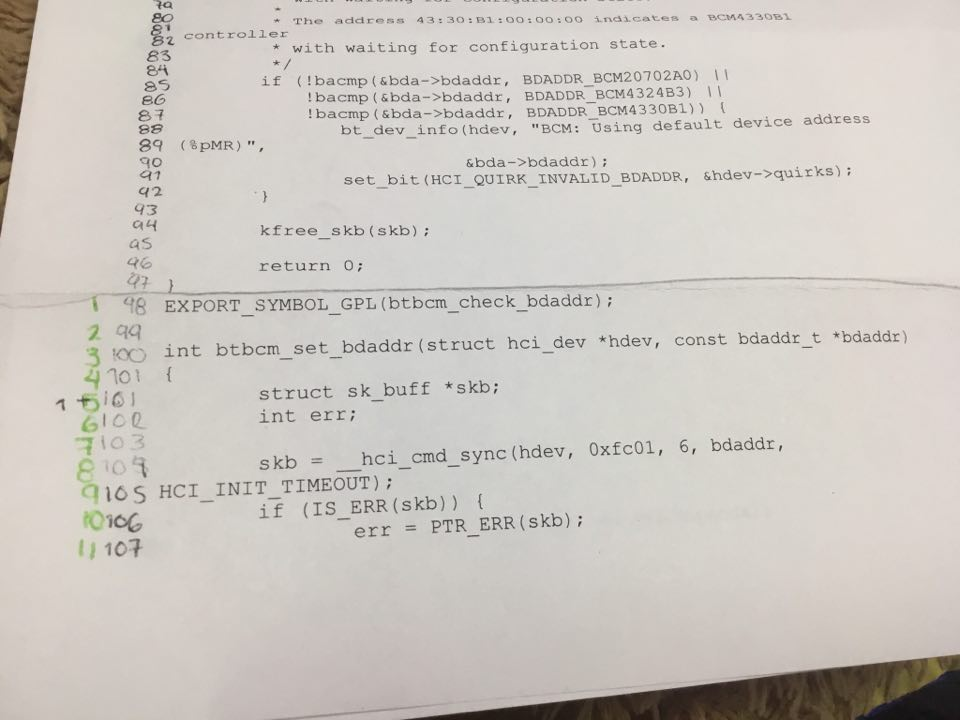 79
80 * The address 43:30:B1:00:00:00 indicates a BCM4330B1
81 controller
82 * with waiting for configuration state.
83 */
84
85 if (!bacmp(&bda->bdaddr, BDADDR_BCM20702A0) ||
86 !bacmp(&bda->bdaddr, BDADDR_BCM4324B3) ||
87 !bacmp(&bda->bdaddr, BDADDR_BCM4330B1)) {
88 bt_dev_info(hdev, "BCM: Using default device address
89 (%pMR)",
90 &bda->bdaddr);
91 set_bit(HCI_QUIRK_INVALID_BDADDR, &hdev->quirks);
92 }
93
94 kfree_skb(skb);
95
96 return 0;
97 }
1 98 EXPORT_SYMBOL_GPL(btbcm_check_bdaddr);
2 99
3 100 int btbcm_set_bdaddr(struct hci_dev *hdev, const bdaddr_t *bdaddr)
4 101 {
1 + 5 101 struct sk_buff *skb;
6 102 int err;
7 103
8 104 skb = __hci_cmd_sync(hdev, 0xfc01, 6, bdaddr,
9 105 HCI_INIT_TIMEOUT);
10 106 if (IS_ERR(skb)) {
11 107 err = PTR_ERR(skb);